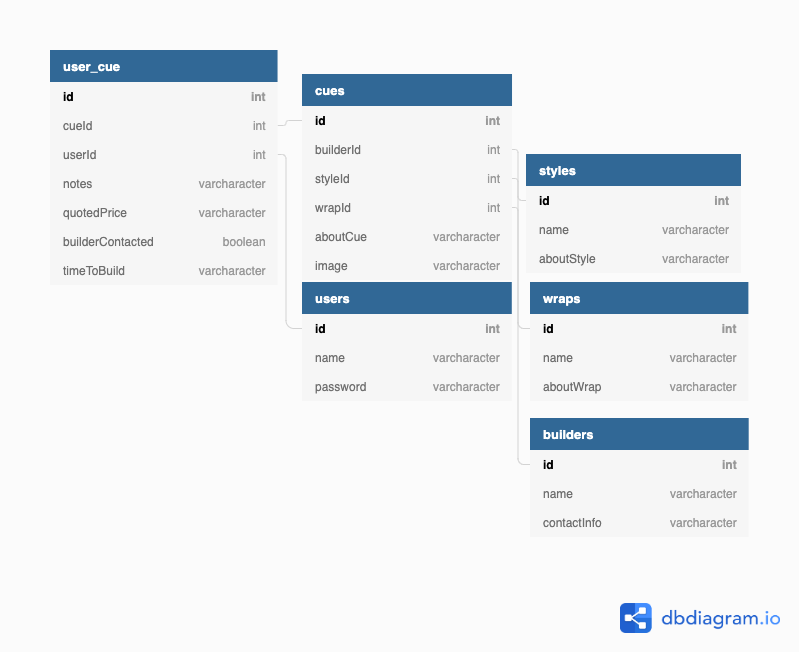 user_cue
id int
cueId int
userId int
notes varcharacter
quotedPrice varcharacter
builderContacted boolean
timeToBuild varcharacter
cues
id int
builderId int
styleId int
wrapId int
aboutCue varcharacter
image varcharacter
users
id int
name varcharacter
password varcharacter
styles
id int
name varcharacter
aboutStyle varcharacter
wraps
id int
name varcharacter
aboutWrap varcharacter
builders
id int
name varcharacter
contactInfo varcharacter
dbdiagram.io